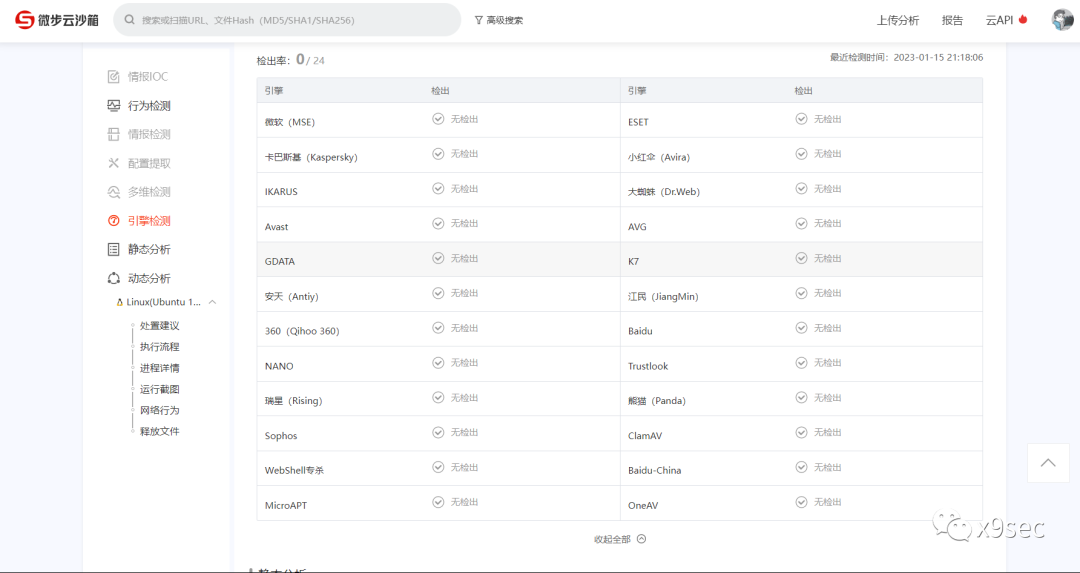 微步云沙箱
搜索或扫描URL、文件Hash（MD5/SHA1/SHA256）
高级搜索
上传分析
报告
云API
情报IOC
行为检测
情报检测
配置提取
多维检测
引擎检测
静态分析
动态分析
Linux(Ubuntu 1...
处置建议
执行流程
进程详情
运行截图
网络行为
释放文件
检出率: 0 / 24
最近检测时间: 2023-01-15 21:18:06
引擎 检出 引擎 检出
微软（MSE） 无检出 ESET 无检出
卡巴斯基（Kaspersky） 无检出 小红伞（Avira） 无检出
IKARUS 无检出 大蜘蛛（Dr.Web） 无检出
Avast 无检出 AVG 无检出
GDATA 无检出 K7 无检出
安天（Antiy） 无检出 江民（JiangMin） 无检出
360（Qihoo 360） 无检出 Baidu 无检出
NANO 无检出 Trustlook 无检出
瑞星（Rising） 无检出 熊猫（Panda） 无检出
Sophos 无检出 ClamAV 无检出
WebShell专杀 无检出 Baidu-China 无检出
MicroAPT 无检出 OneAV 无检出
收起全部
x9sec
静态分析